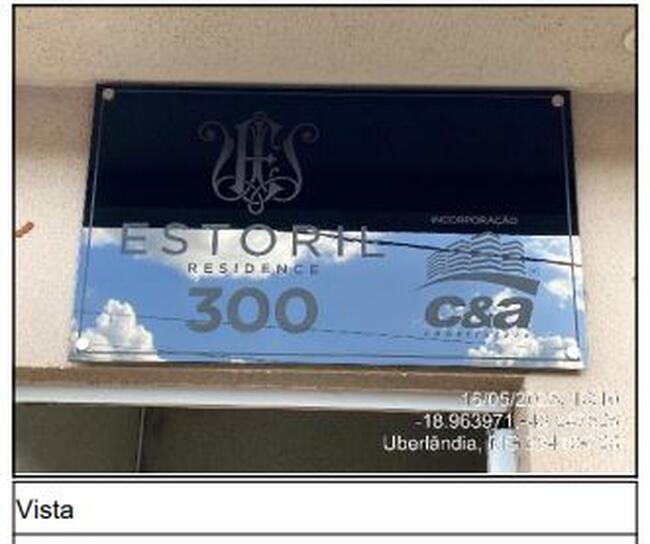 ESTORIL
RESIDENCE
300
INCORPORAÇÃO
c&a
-18.963971
Uberlândia,
Vista